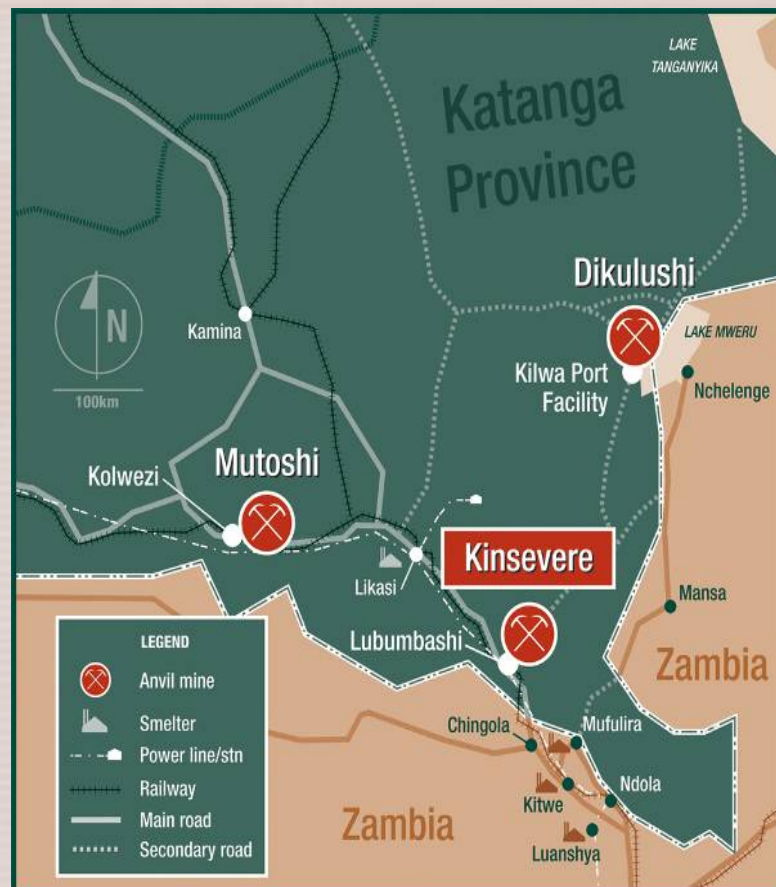 LAKE
TANGANYIKA
Katanga
Province
Dikulushi
N
Kamina
LAKE MWERU
100km
Kilwa Port
Facility
Nchelenge
Mutoshi
Kolwezi
Kinsevere
Likasi
Mansa
Lubumbashi
Zambia
LEGEND
Anvil mine
Smelter
Power line/stn
Railway
Main road
Secondary road
Chingola
Mufulira
Kitwe
Ndola
Zambia
Luanshya